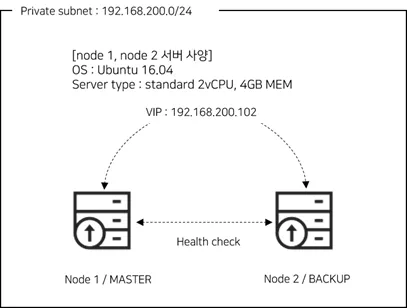 Private subnet : 192.168.200.0/24
[node 1, node 2 서버 사양]
OS : Ubuntu 16.04
Server type : standard 2vCPU, 4GB MEM
VIP : 192.168.200.102
Health check
Node 1 / MASTER
Node 2 / BACKUP